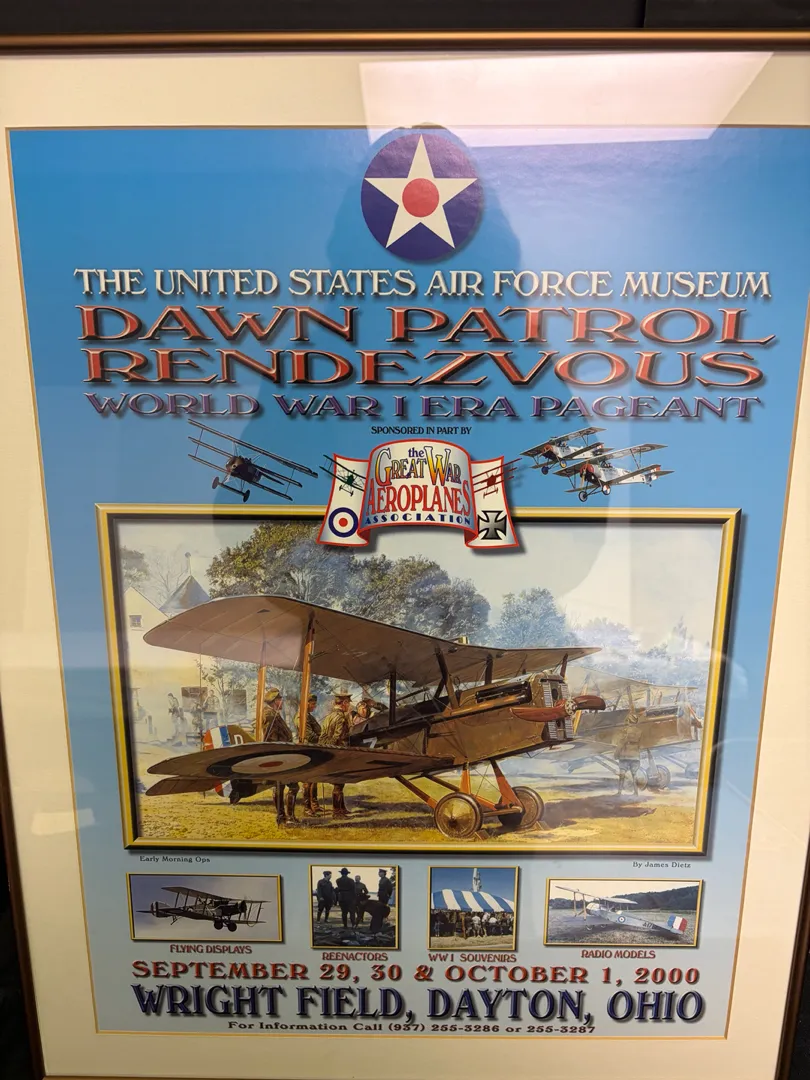 THE UNITED STATES AIR FORCE MUSEUM
DAWN PATROL
RENDEZVOUS
WORLD WAR I ERA PAGEANT
SPONSORED IN PART BY
the
GREAT WAR
AEROPLANES
ASSOCIATION
Early Morning Ops
By James Dietz
FLYING DISPLAYS
REENACTORS
WW I SOUVENIRS
RADIO MODELS
SEPTEMBER 29, 30 & OCTOBER 1, 2000
WRIGHT FIELD, DAYTON, OHIO
For Information Call (937) 255-3286 or 255-3287